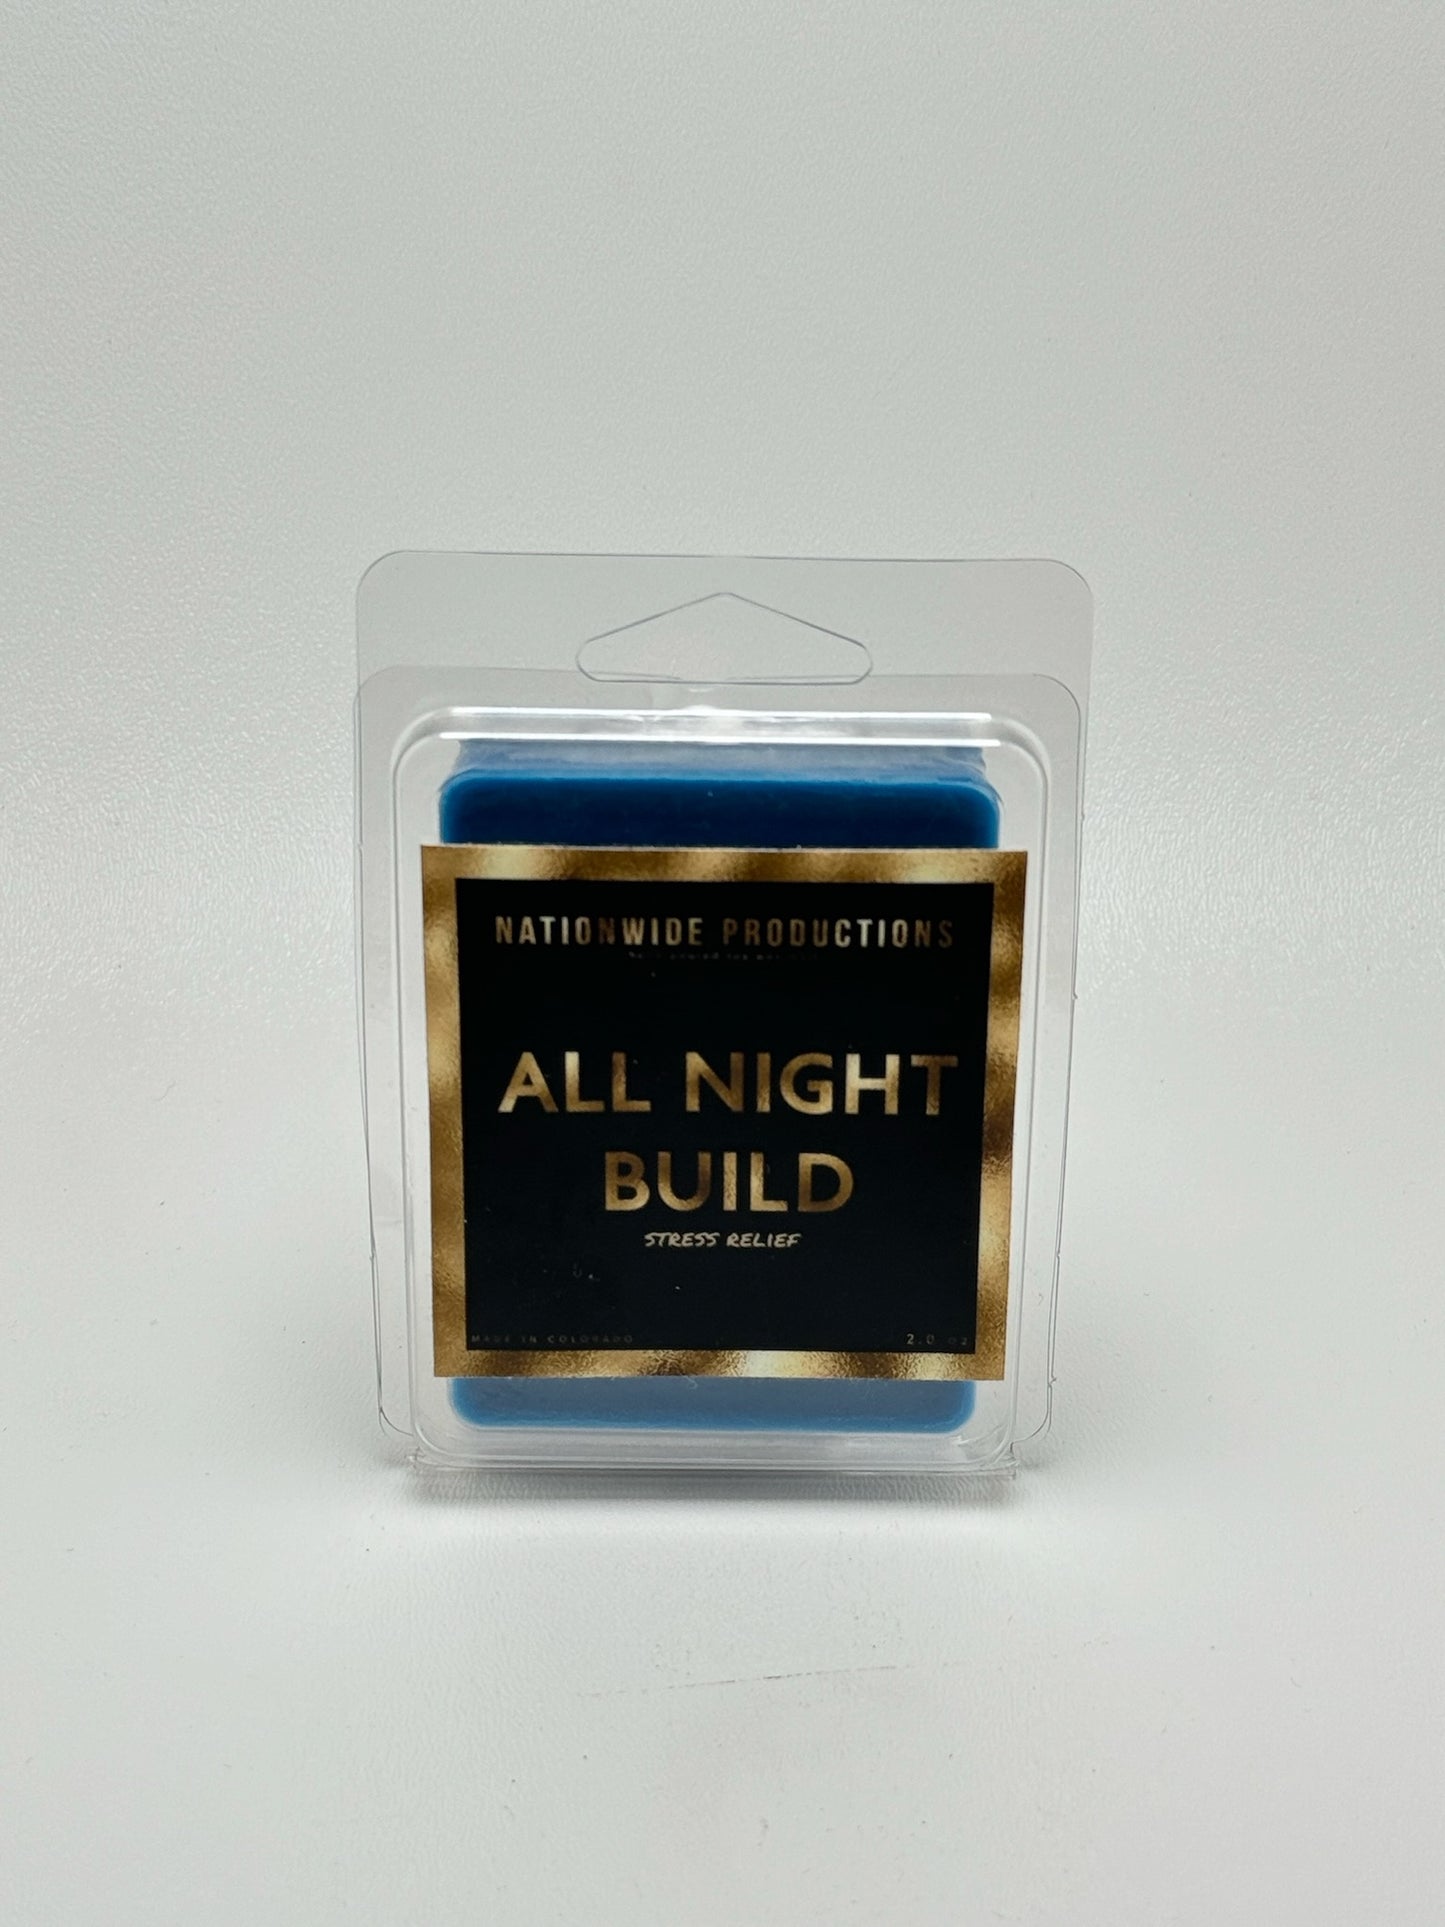 NATIONWIDE PRODUCTIONS
ALL NIGHT
BUILD
STRESS RELIEF
MADE IN COLORADO
2.0 oz